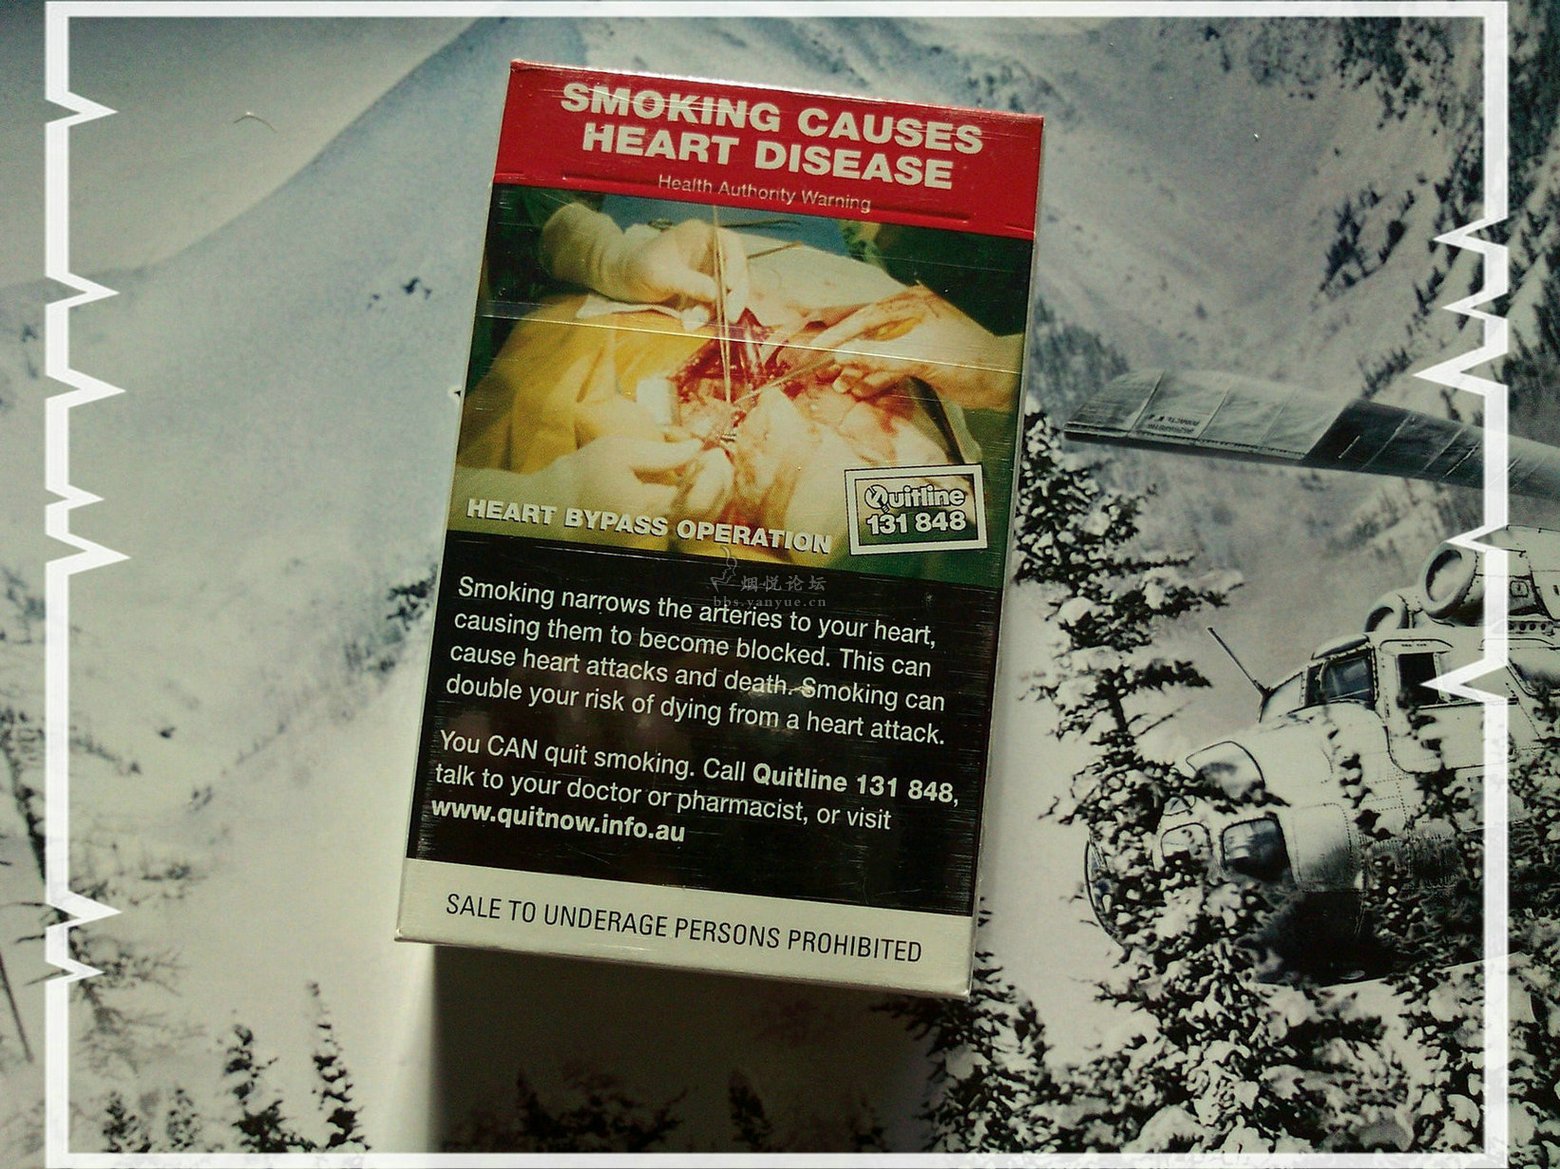 SMOKING CAUSES
HEART DISEASE
Health Authority Warning
Quitline
131 848
HEART BYPASS OPERATION
烟悦论坛
bbs.yanyue.cn
Smoking narrows the arteries to your heart,
causing them to become blocked. This can
cause heart attacks and death. Smoking can
double your risk of dying from a heart attack.
You CAN quit smoking. Call Quitline 131 848,
talk to your doctor or pharmacist, or visit
www.quitnow.info.au
SALE TO UNDERAGE PERSONS PROHIBITED